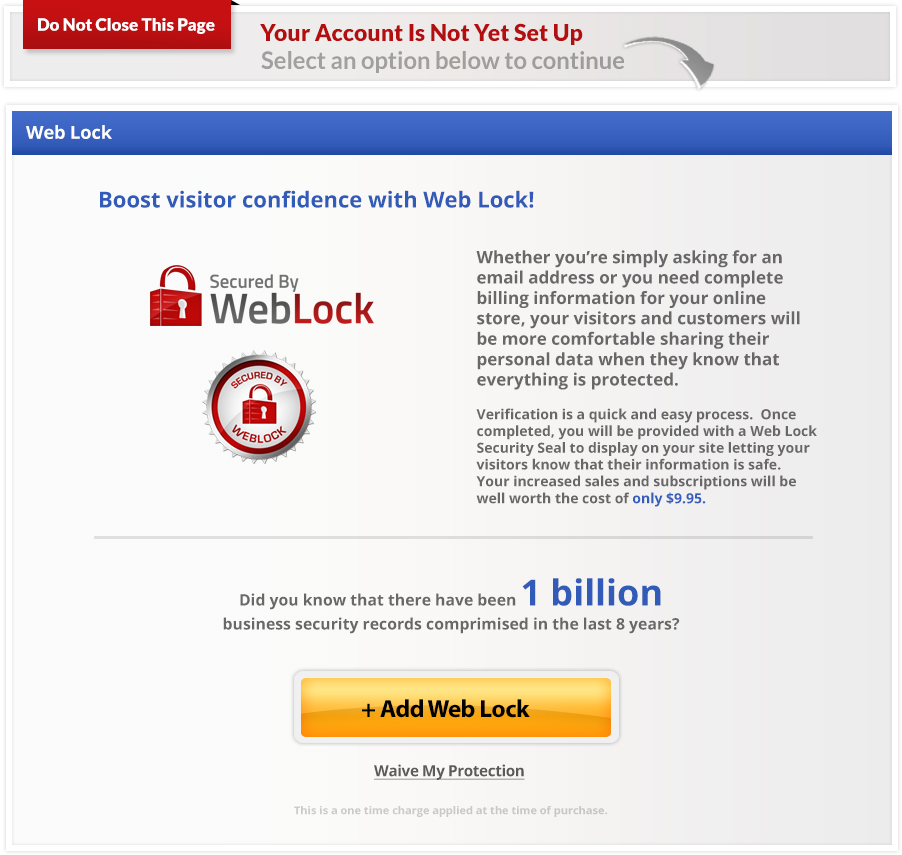 Do Not Close This Page
Your Account Is Not Yet Set Up
Select an option below to continue
Web Lock
Boost visitor confidence with Web Lock!
Secured By
WebLock
SECURED BY
WEBLOCK
Whether you’re simply asking for an
email address or you need complete
billing information for your online
store, your visitors and customers will
be more comfortable sharing their
personal data when they know that
everything is protected.
Verification is a quick and easy process.  Once
completed, you will be provided with a Web Lock
Security Seal to display on your site letting your
visitors know that their information is safe.
Your increased sales and subscriptions will be
well worth the cost of only $9.95.
Did you know that there have been 1 billion
business security records comprimised in the last 8 years?
+ Add Web Lock
Waive My Protection
This is a one time charge applied at the time of purchase.